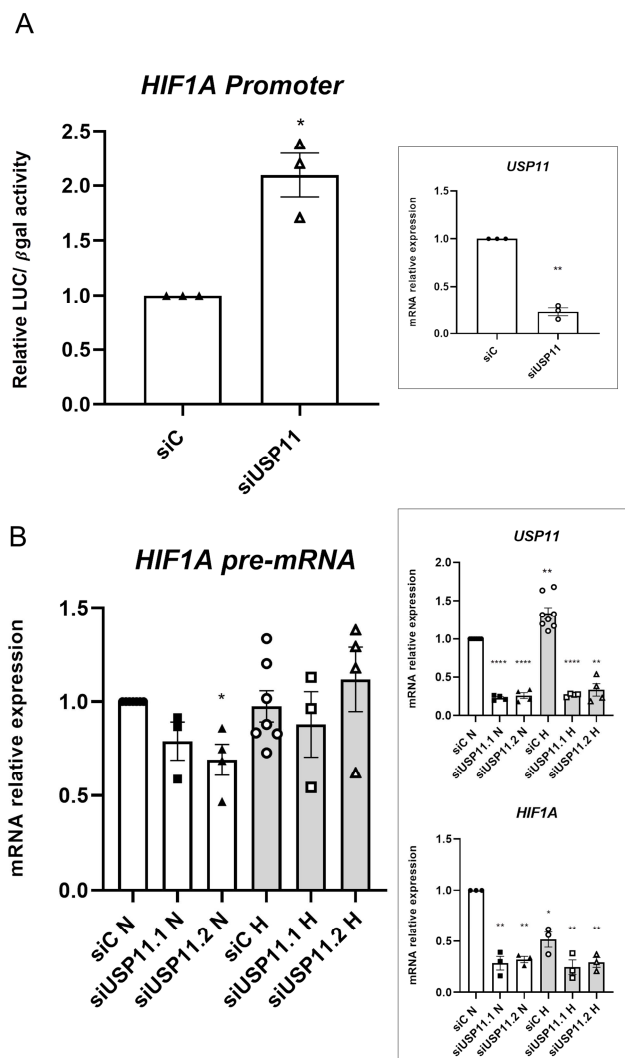 A
HIF1A Promoter
Relative LUC/ βgal activity
2.5
2.0
1.5
1.0
0.5
0.0
*
siC
siUSP11
USP11
mRNA relative expression
1.5
1.0
0.5
0.0
**
siC
siUSP11
B
HIF1A pre-mRNA
mRNA relative expression
1.5
1.0
0.5
0.0
*
siC N
siUSP11.1 N
siUSP11.2 N
siC H
siUSP11.1 H
siUSP11.2 H
USP11
mRNA relative expression
2.0
1.5
1.0
0.5
0.0
**** **** ** **** **
siC N
siUSP11.1 N
siUSP11.2 N
siC H
siUSP11.1 H
siUSP11.2 H
HIF1A
mRNA relative expression
1.5
1.0
0.5
0.0
** ** * ** **
siC N
siUSP11.1 N
siUSP11.2 N
siC H
siUSP11.1 H
siUSP11.2 H